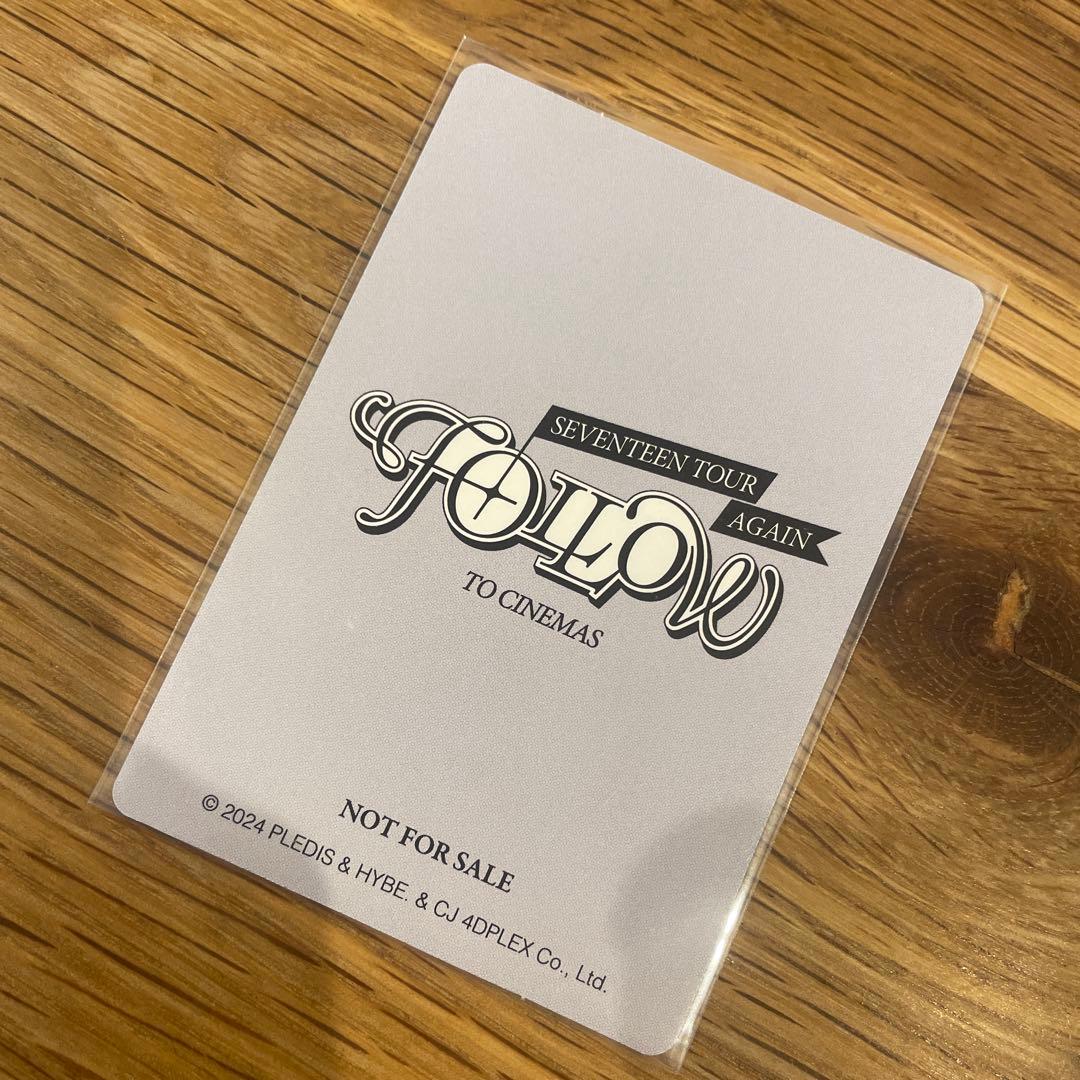 SEVENTEEN TOUR
FOLLOW
AGAIN
TO CINEMAS
NOT FOR SALE
© 2024 PLEDIS & HYBE. & CJ 4DPLEX Co., Ltd.